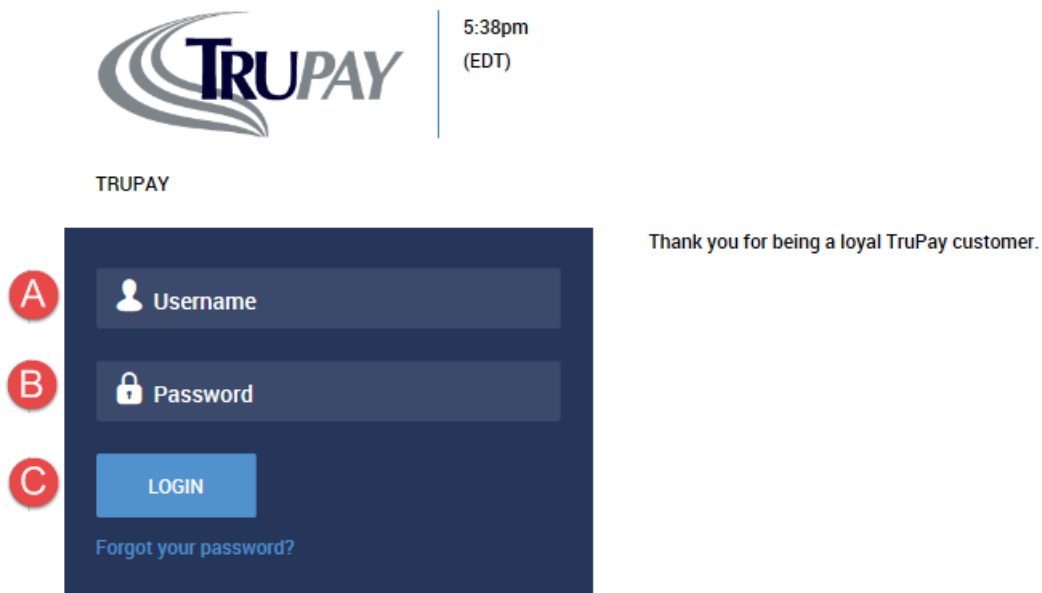 TRUPAY
5:38pm
(EDT)
TRUPAY
Thank you for being a loyal TruPay customer.
A
Username
B
Password
C
LOGIN
Forgot your password?